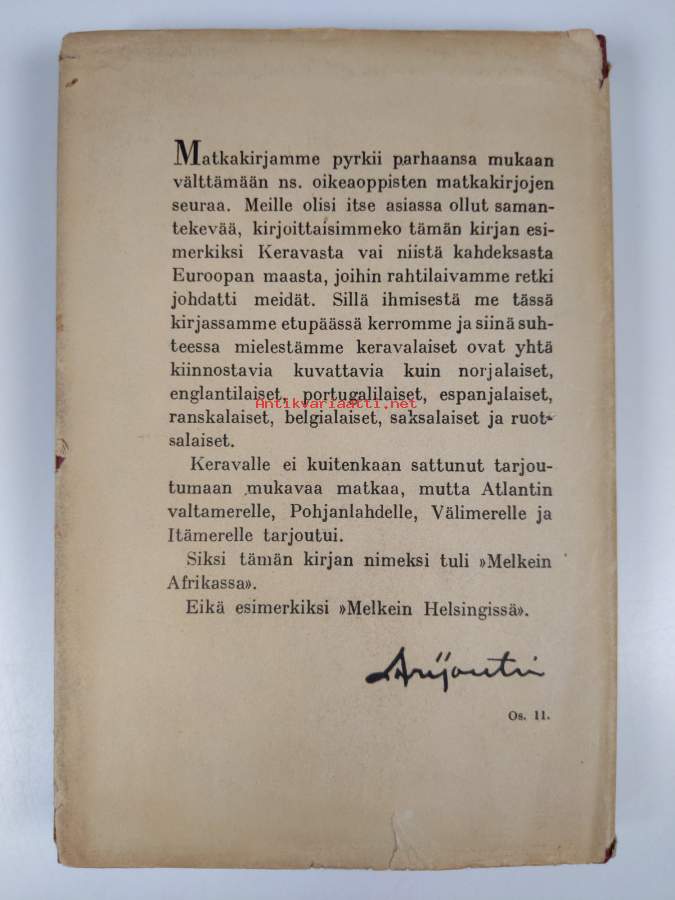 Matkakirjamme pyrkii parhaansa mukaan
välttämään ns. oikeaoppisten matkakirjojen
seuraa. Meille olisi itse asiassa ollut saman-
tekevää, kirjoittaisimmeko tämän kirjan esi-
merkiksi Keravasta vai niistä kahdeksasta
Euroopan maasta, joihin rahtilaivamme retki
johdatti meidät. Sillä ihmisestä me tässä
kirjassamme etupäässä kerromme ja siinä suh-
teessa mielestämme keravalaiset ovat yhtä
kiinnostavia kuvattavia kuin norjalaiset,
englantilaiset, portugalilaiset, espanjalaiset,
Antikvariaatti.net
ranskalaiset, belgialaiset, saksalaiset ja ruot-
salaiset.
Keravalle ei kuitenkaan sattunut tarjou-
tumaan mukavaa matkaa, mutta Atlantin
valtamerelle, Pohjanlahdelle, Välimerelle ja
Itämerelle tarjoutui.
Siksi tämän kirjan nimeksi tuli »Melkein
Afrikassa».
Eikä esimerkiksi »Melkein Helsingissä».
Arijoutsi
Os. 11.